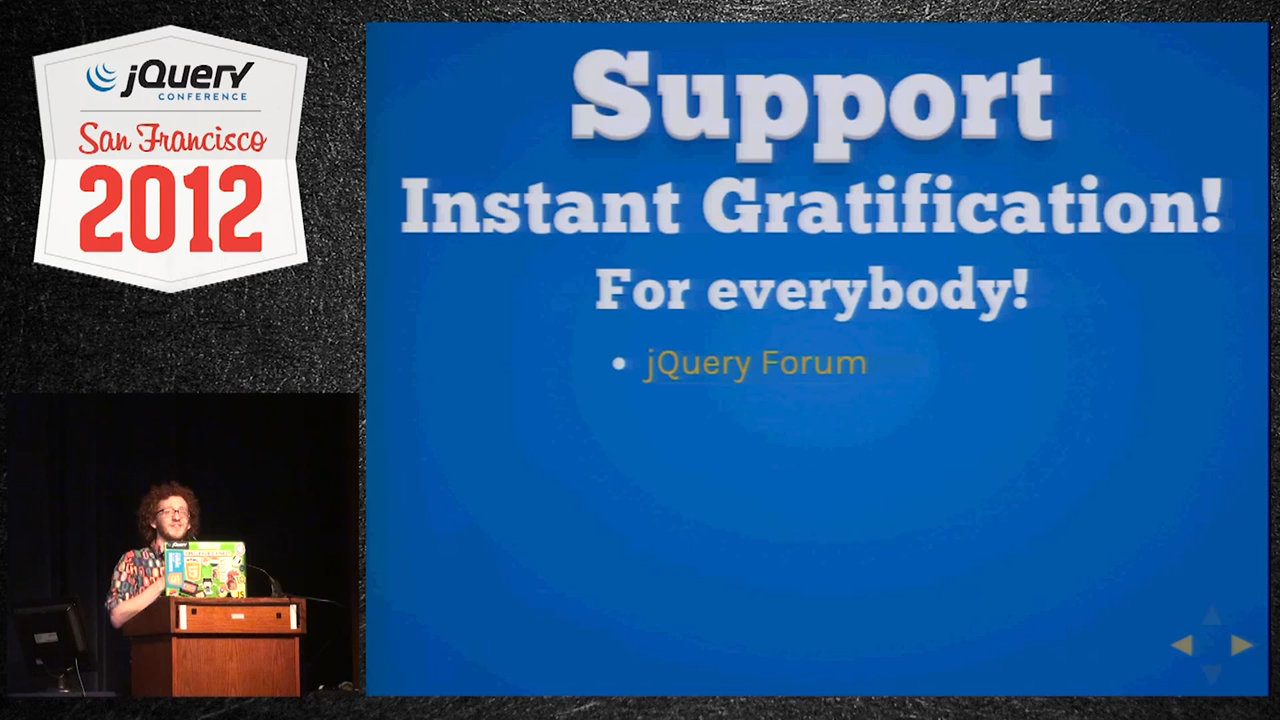 jQuery
CONFERENCE
San Francisco
2012
Support
Instant Gratification!
For everybody!
jQuery Forum